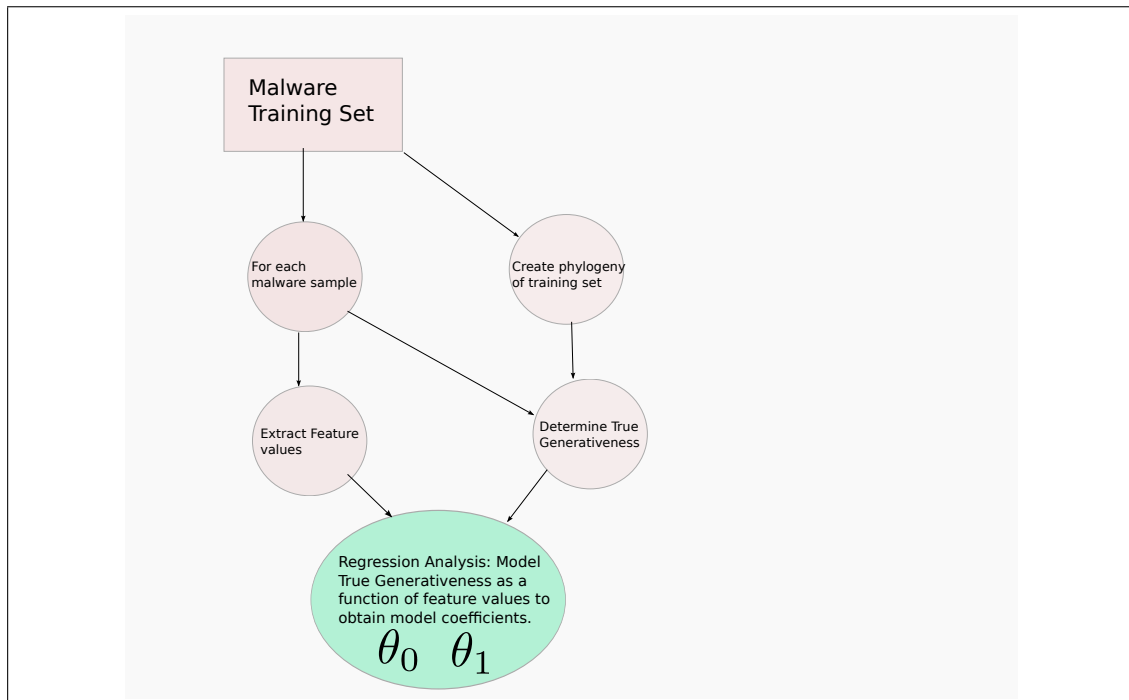 Malware
Training Set
For each
malware sample
Create phylogeny
of training set
Extract Feature
values
Determine True
Generativeness
Regression Analysis: Model
True Generativeness as a
function of feature values to
obtain model coefficients.
θ₀ θ₁